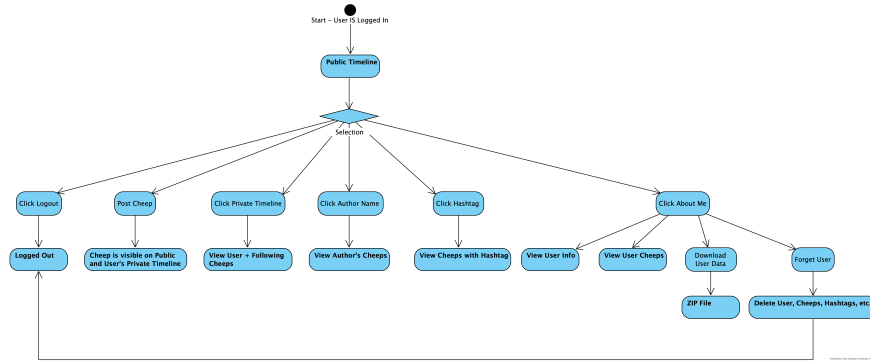 Start - User IS Logged In
Public Timeline
Selection
Click Logout
Post Cheep
Click Private Timeline
Click Author Name
Click Hashtag
Click About Me
Logged Out
Cheep is visible on Public
and User's Private Timeline
View User + Following
Cheeps
View Author's Cheeps
View Cheeps with Hashtag
View User Info
View User Cheeps
Download
User Data
Forget User
ZIP File
Delete User, Cheeps, Hashtags, etc.